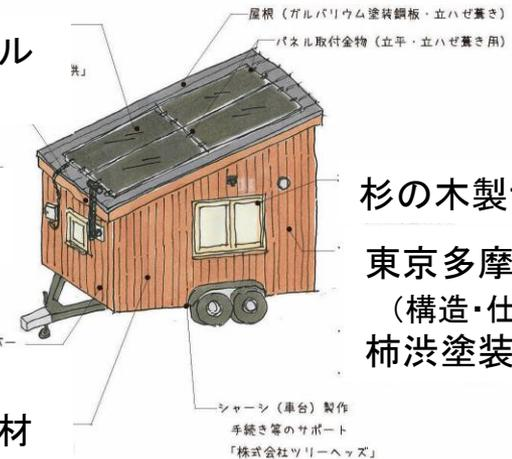 屋根（ガルバリウム塗装鋼板・立ハゼ葺き）
パネル取付金物（立平・立ハゼ葺き用）
ル
供」
杉の木製
東京多摩
（構造・仕
柿渋塗装
ー
材
シャーシ（車台）製作
手続き等のサポート
「株式会社ツリーヘッズ」